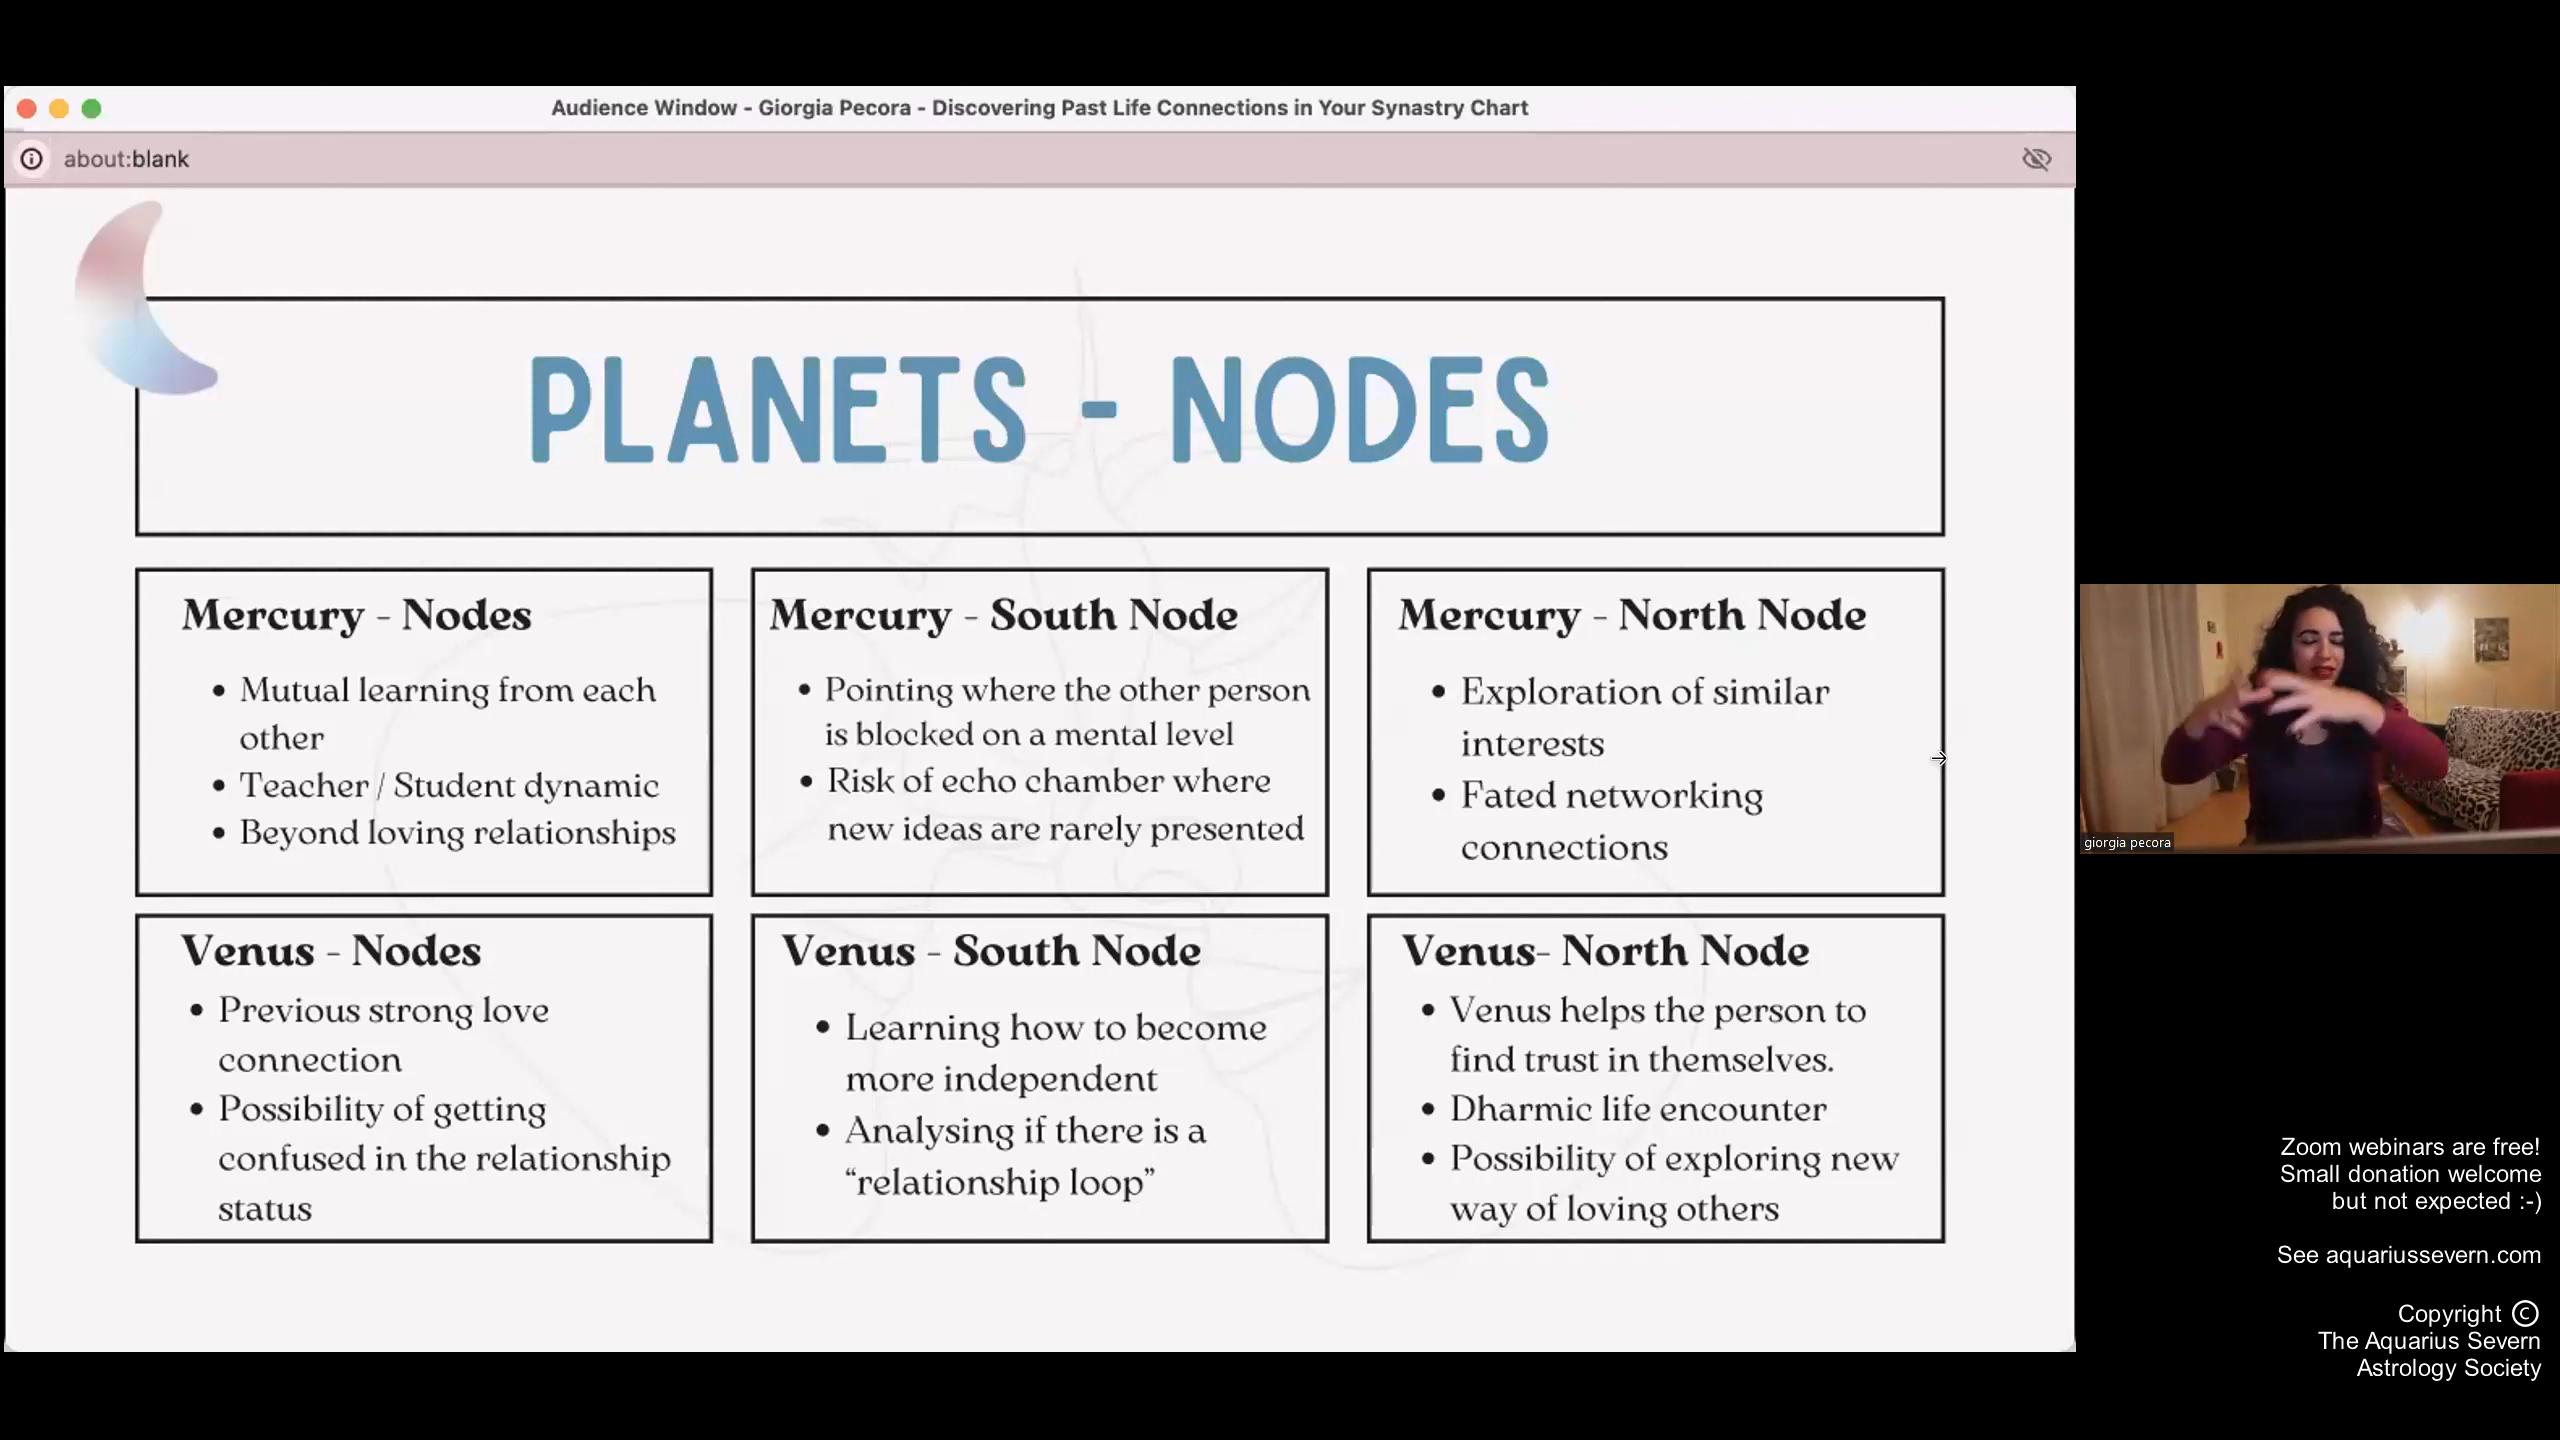 Audience Window - Giorgia Pecora - Discovering Past Life Connections in Your Synastry Chart
about:blank
PLANETS - NODES
Mercury - Nodes
• Mutual learning from each
other
• Teacher / Student dynamic
• Beyond loving relationships
Mercury - South Node
• Pointing where the other person
is blocked on a mental level
• Risk of echo chamber where
new ideas are rarely presented
Mercury - North Node
• Exploration of similar
interests
• Fated networking
connections
Venus - Nodes
• Previous strong love
connection
• Possibility of getting
confused in the relationship
status
Venus - South Node
• Learning how to become
more independent
• Analysing if there is a
“relationship loop”
Venus- North Node
• Venus helps the person to
find trust in themselves.
• Dharmic life encounter
• Possibility of exploring new
way of loving others
giorgia pecora
Zoom webinars are free!
Small donation welcome
but not expected :-)
See aquariussevern.com
Copyright ©
The Aquarius Severn
Astrology Society